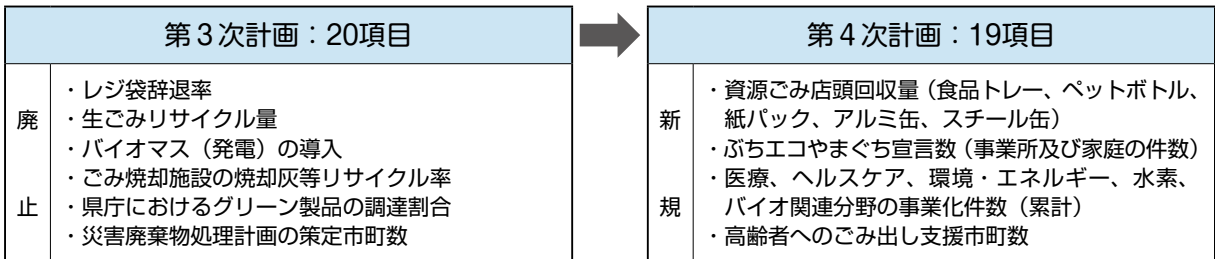 第3次計画：20項目
廃止
・レジ袋辞退率
・生ごみリサイクル量
・バイオマス（発電）の導入
・ごみ焼却施設の焼却灰等リサイクル率
・県庁におけるグリーン製品の調達割合
・災害廃棄物処理計画の策定市町数
第4次計画：19項目
新規
・資源ごみ店頭回収量（食品トレー、ペットボトル、
紙パック、アルミ缶、スチール缶）
・ぶちエコやまぐち宣言数（事業所及び家庭の件数）
・医療、ヘルスケア、環境・エネルギー、水素、
バイオ関連分野の事業化件数（累計）
・高齢者へのごみ出し支援市町数